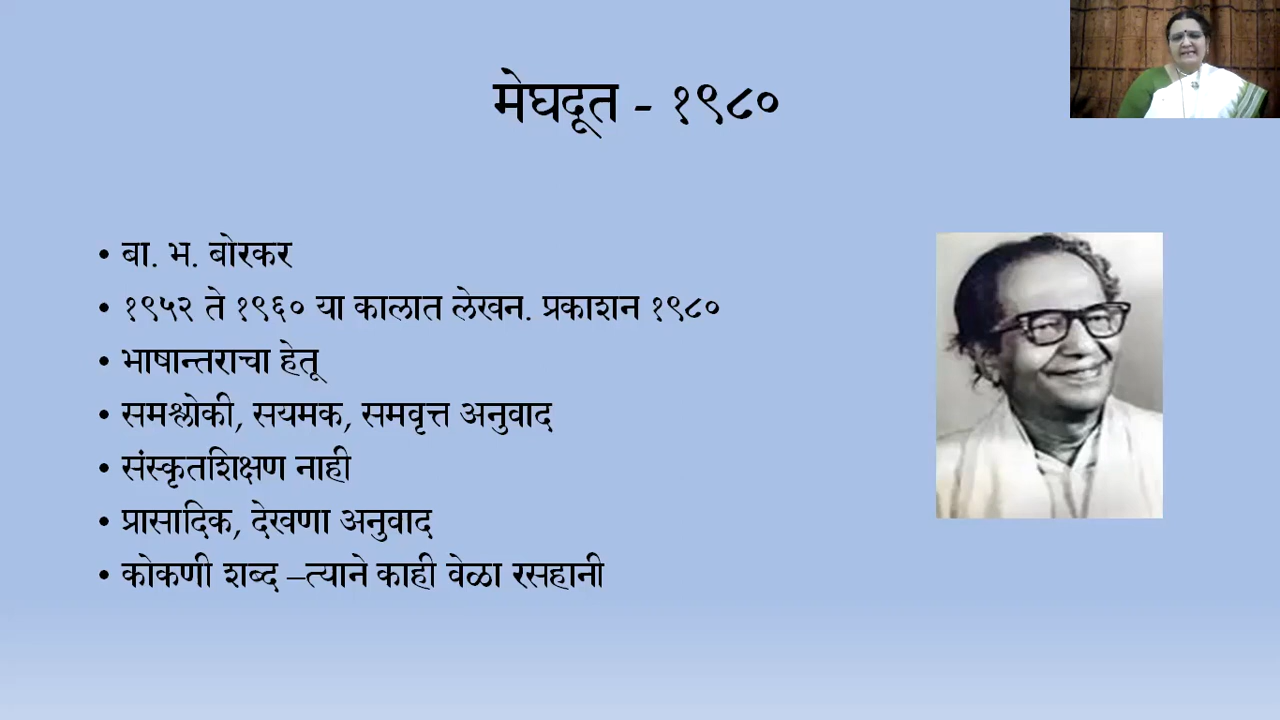 मेघदूत - १९८०
• बा. भ. बोरकर
• १९५२ ते १९६० या कालात लेखन. प्रकाशन १९८०
• भाषान्तराचा हेतू
• समश्लोकी, सयमक, समवृत्त अनुवाद
• संस्कृतशिक्षण नाही
• प्रासादिक, देखणा अनुवाद
• कोकणी शब्द –त्याने काही वेळा रसहानी